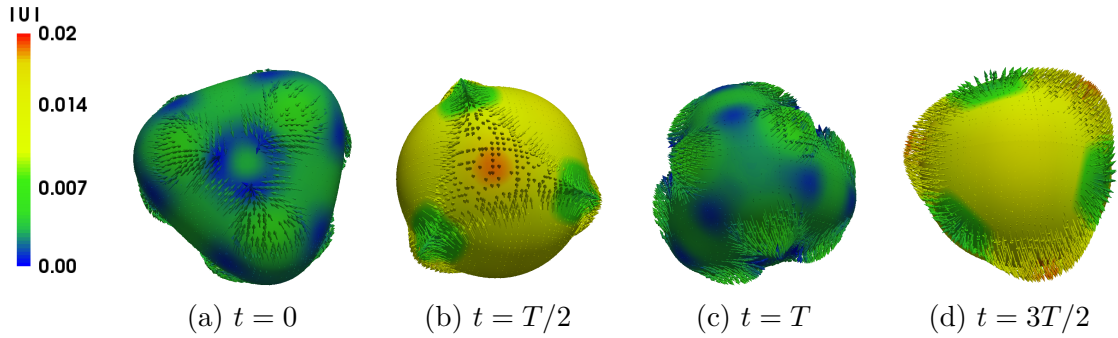 |U|
0.02
0.014
0.007
0.00
(a) t = 0
(b) t = T/2
(c) t = T
(d) t = 3T/2